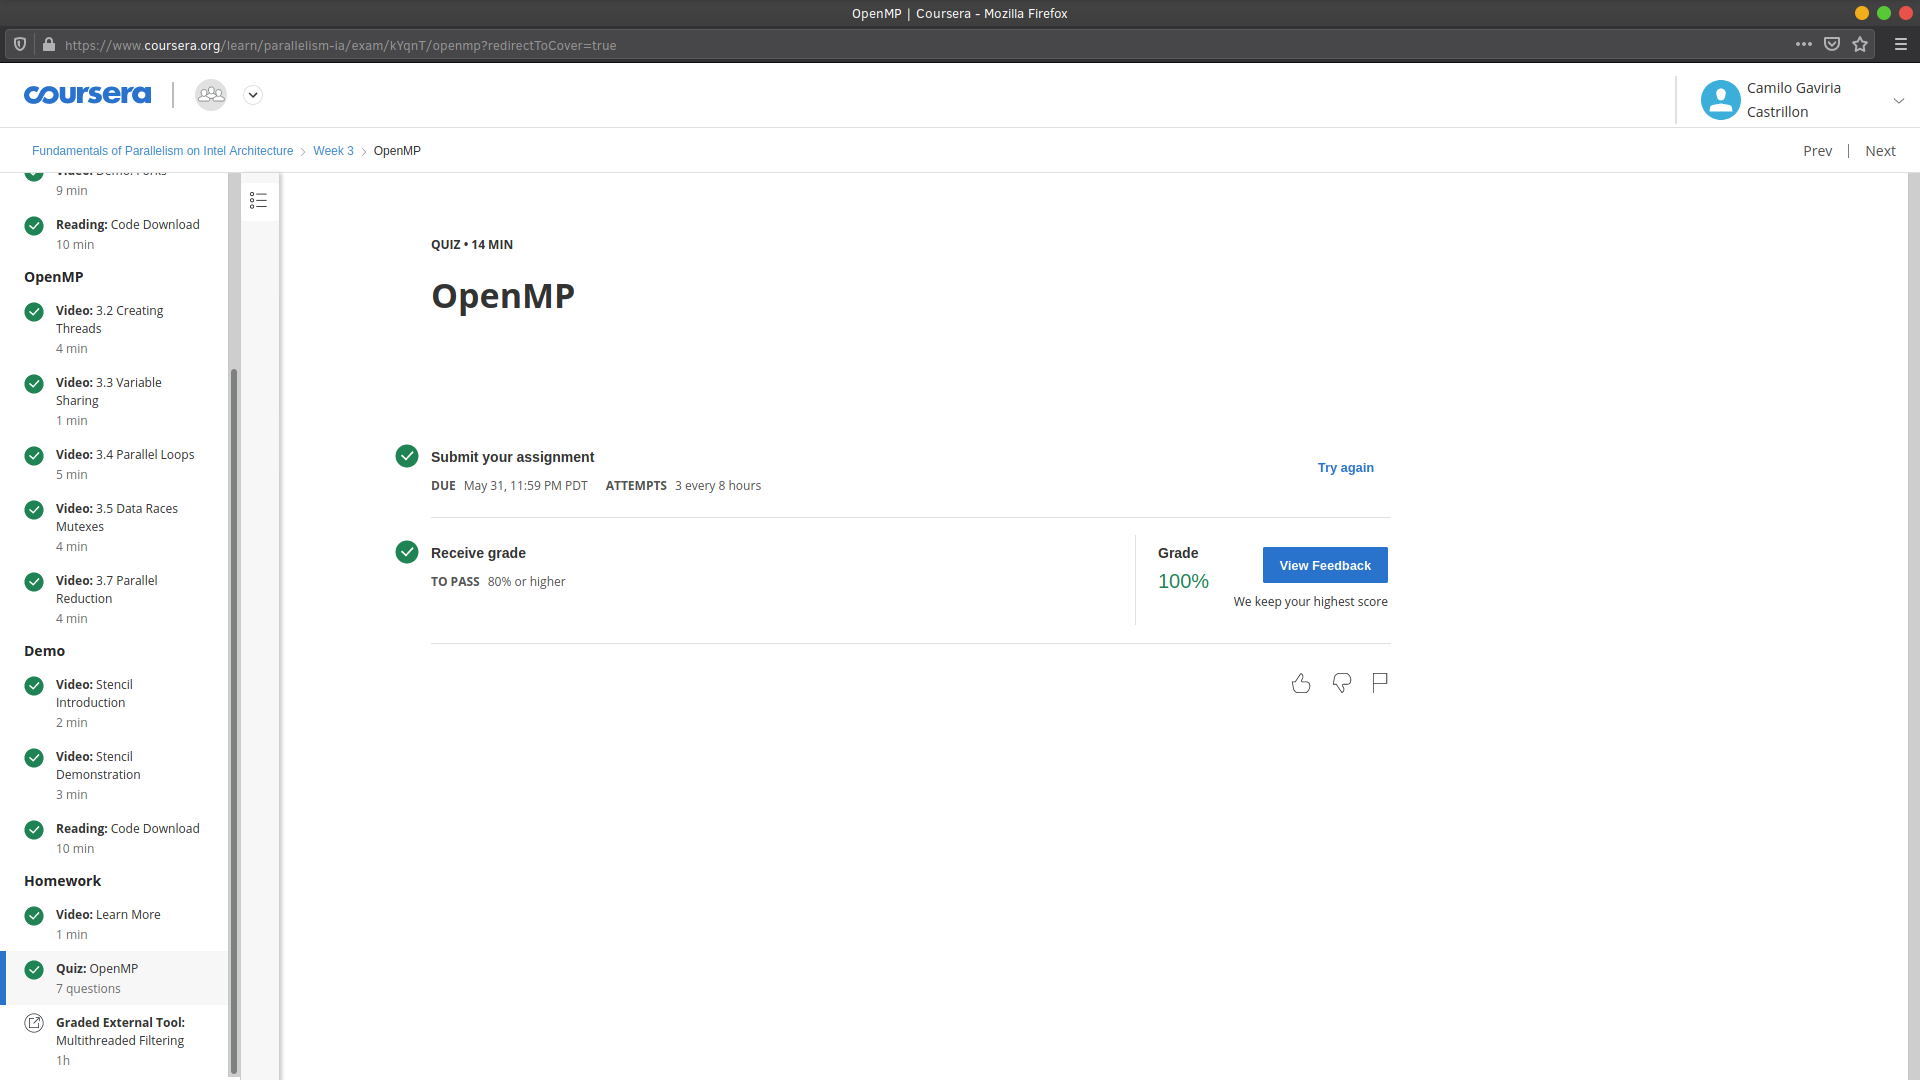 OpenMP | Coursera - Mozilla Firefox
https://www.coursera.org/learn/parallelism-ia/exam/kYqnT/openmp?redirectToCover=true
coursera
Camilo Gaviria
Castrillon
Fundamentals of Parallelism on Intel Architecture
Week 3
OpenMP
Prev
Next
9 min
Reading: Code Download
10 min
OpenMP
Video: 3.2 Creating
Threads
4 min
Video: 3.3 Variable
Sharing
1 min
Video: 3.4 Parallel Loops
5 min
Video: 3.5 Data Races
Mutexes
4 min
Video: 3.7 Parallel
Reduction
4 min
Demo
Video: Stencil
Introduction
2 min
Video: Stencil
Demonstration
3 min
Reading: Code Download
10 min
Homework
Video: Learn More
1 min
Quiz: OpenMP
7 questions
Graded External Tool:
Multithreaded Filtering
1h
QUIZ • 14 MIN
OpenMP
Submit your assignment
DUE May 31, 11:59 PM PDT ATTEMPTS 3 every 8 hours
Try again
Receive grade
TO PASS 80% or higher
Grade
100%
View Feedback
We keep your highest score